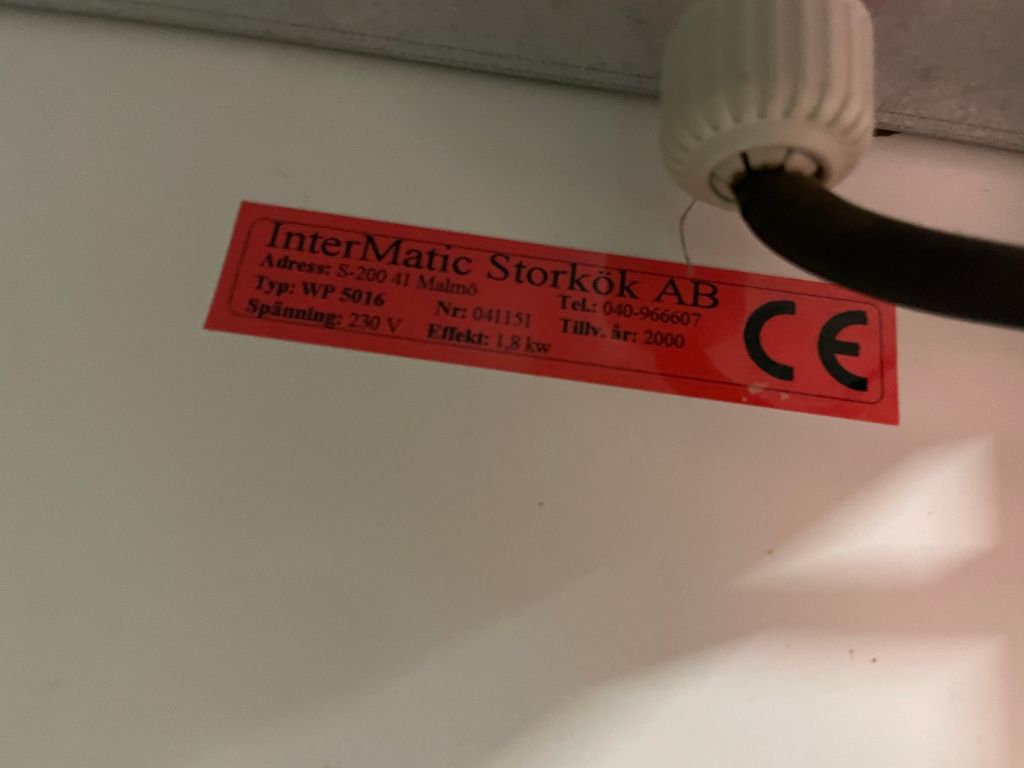 InterMatic Storkök AB
Adress: S-200 41 Malmö Tel.: 040-966607
Typ: WP 5016 Nr: 041151 Tillv. år: 2000
Spänning: 230 V Effekt: 1,8 kw
CE